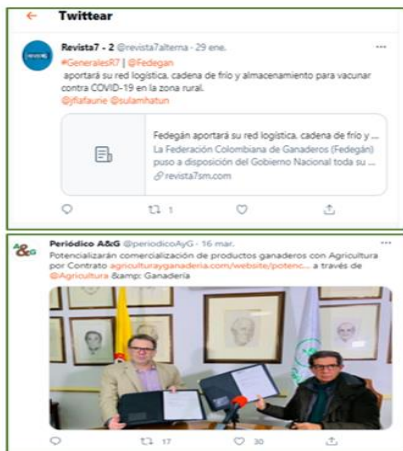 Twittear
Revista7 - 2 @revista7alterna · 29 ene.
#GeneralesR7 | @Fedegan
aportará su red logística, cadena de frío y almacenamiento para vacunar
contra COVID-19 en la zona rural.
@jflafaurie @sulamhatun
Fedegán aportará su red logística, cadena de frío y ...
La Federación Colombiana de Ganaderos (Fedegán)
puso a disposición del Gobierno Nacional toda su ...
revista7sm.com
1
A&G
Periódico A&G @periodicoAyG · 16 mar.
Potencializarán comercialización de productos ganaderos con Agricultura
por Contrato agriculturayganaderia.com/website/potenc... a través de
@Agricultura &amp; Ganadería
17
30